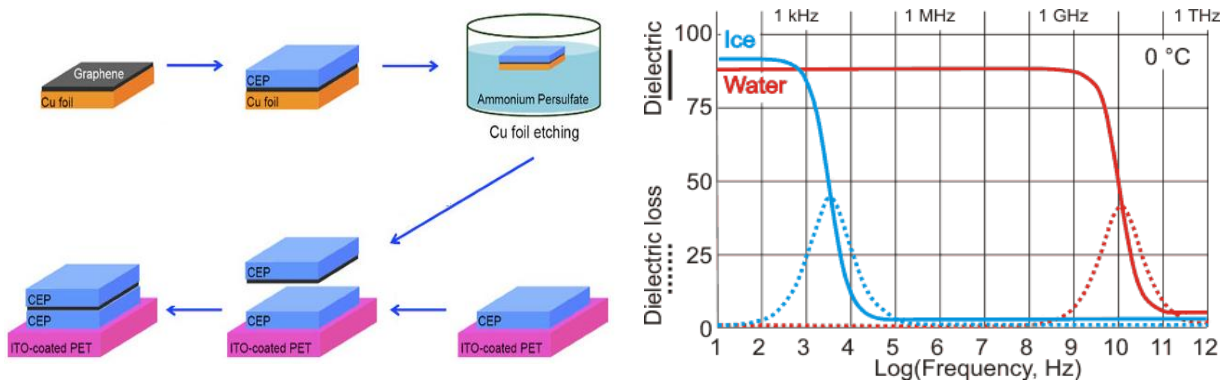 Graphene
Cu foil
CEP
Cu foil
Ammonium Persulfate
Cu foil etching
CEP
CEP
ITO-coated PET
CEP
CEP
ITO-coated PET
CEP
ITO-coated PET
1 kHz
1 MHz
1 GHz
1 THz
Dielectric
Dielectric loss
100
75
50
25
0
Ice
Water
0 °C
1 2 3 4 5 6 7 8 9 10 11 12
Log(Frequency, Hz)